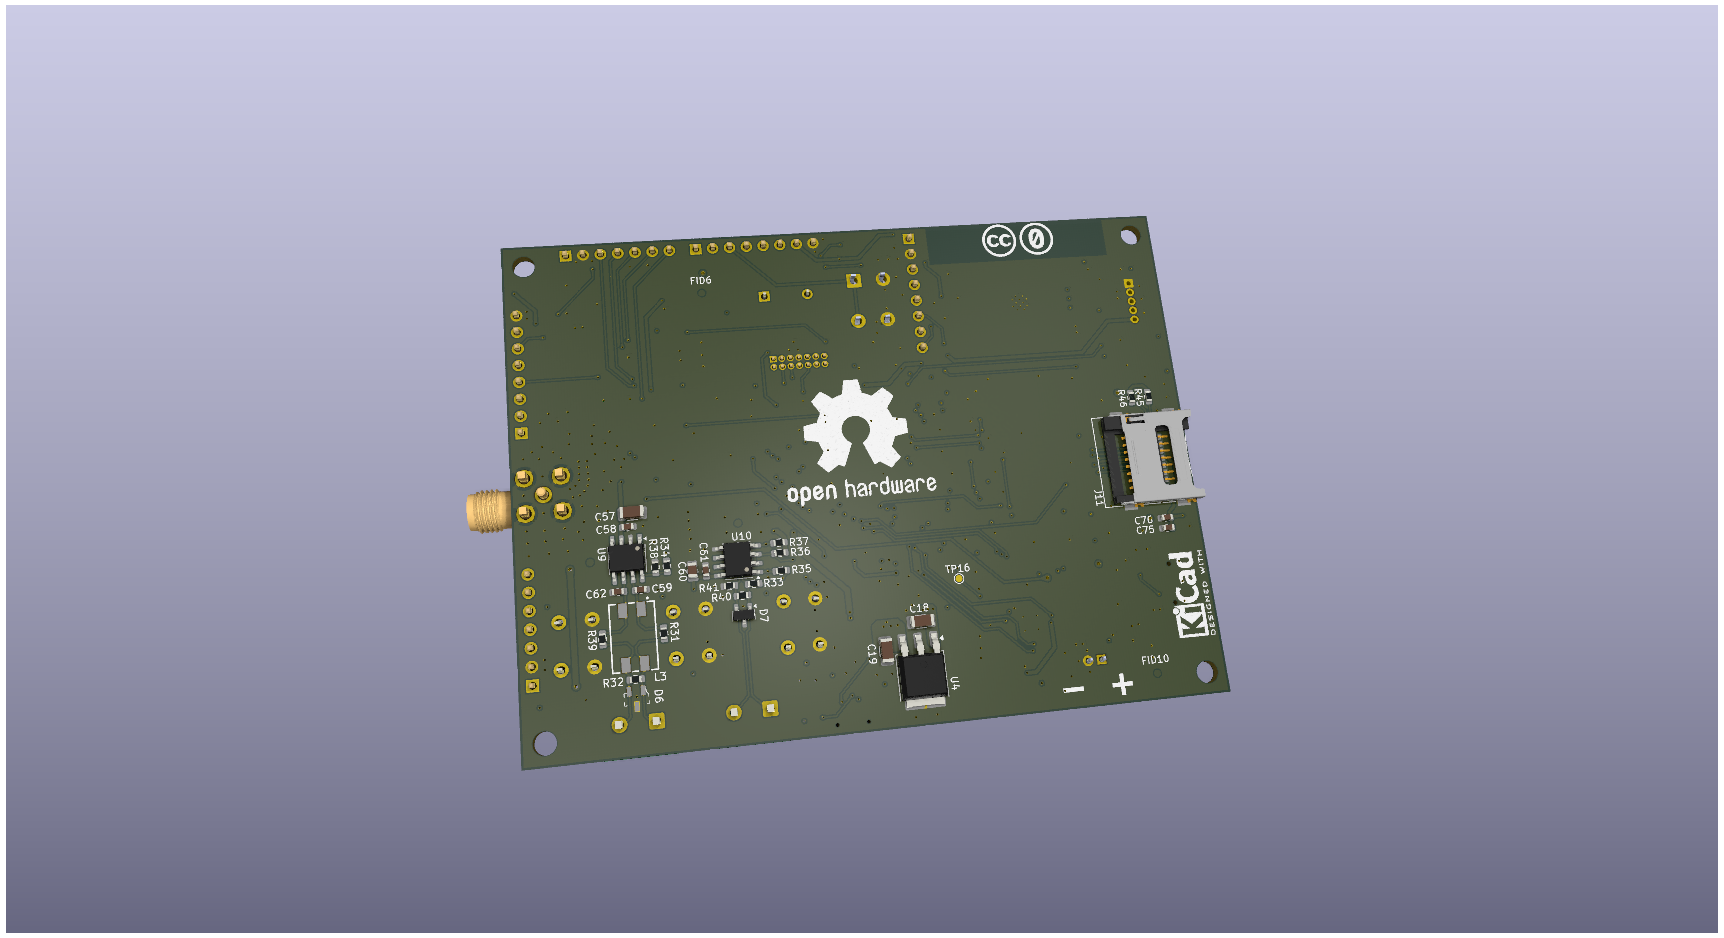 cc 0
FID6
R46
R45
open hardware
J11
C57
C58
U9
R38
R34
C61
C60
U10
R37
R36
R35
R33
R41
R40
C76
C75
TP16
C62
C59
D7
C18
R39
R31
C19
R32
L3
D6
U4
FID10
KiCad
DESIGNED WITH
- +